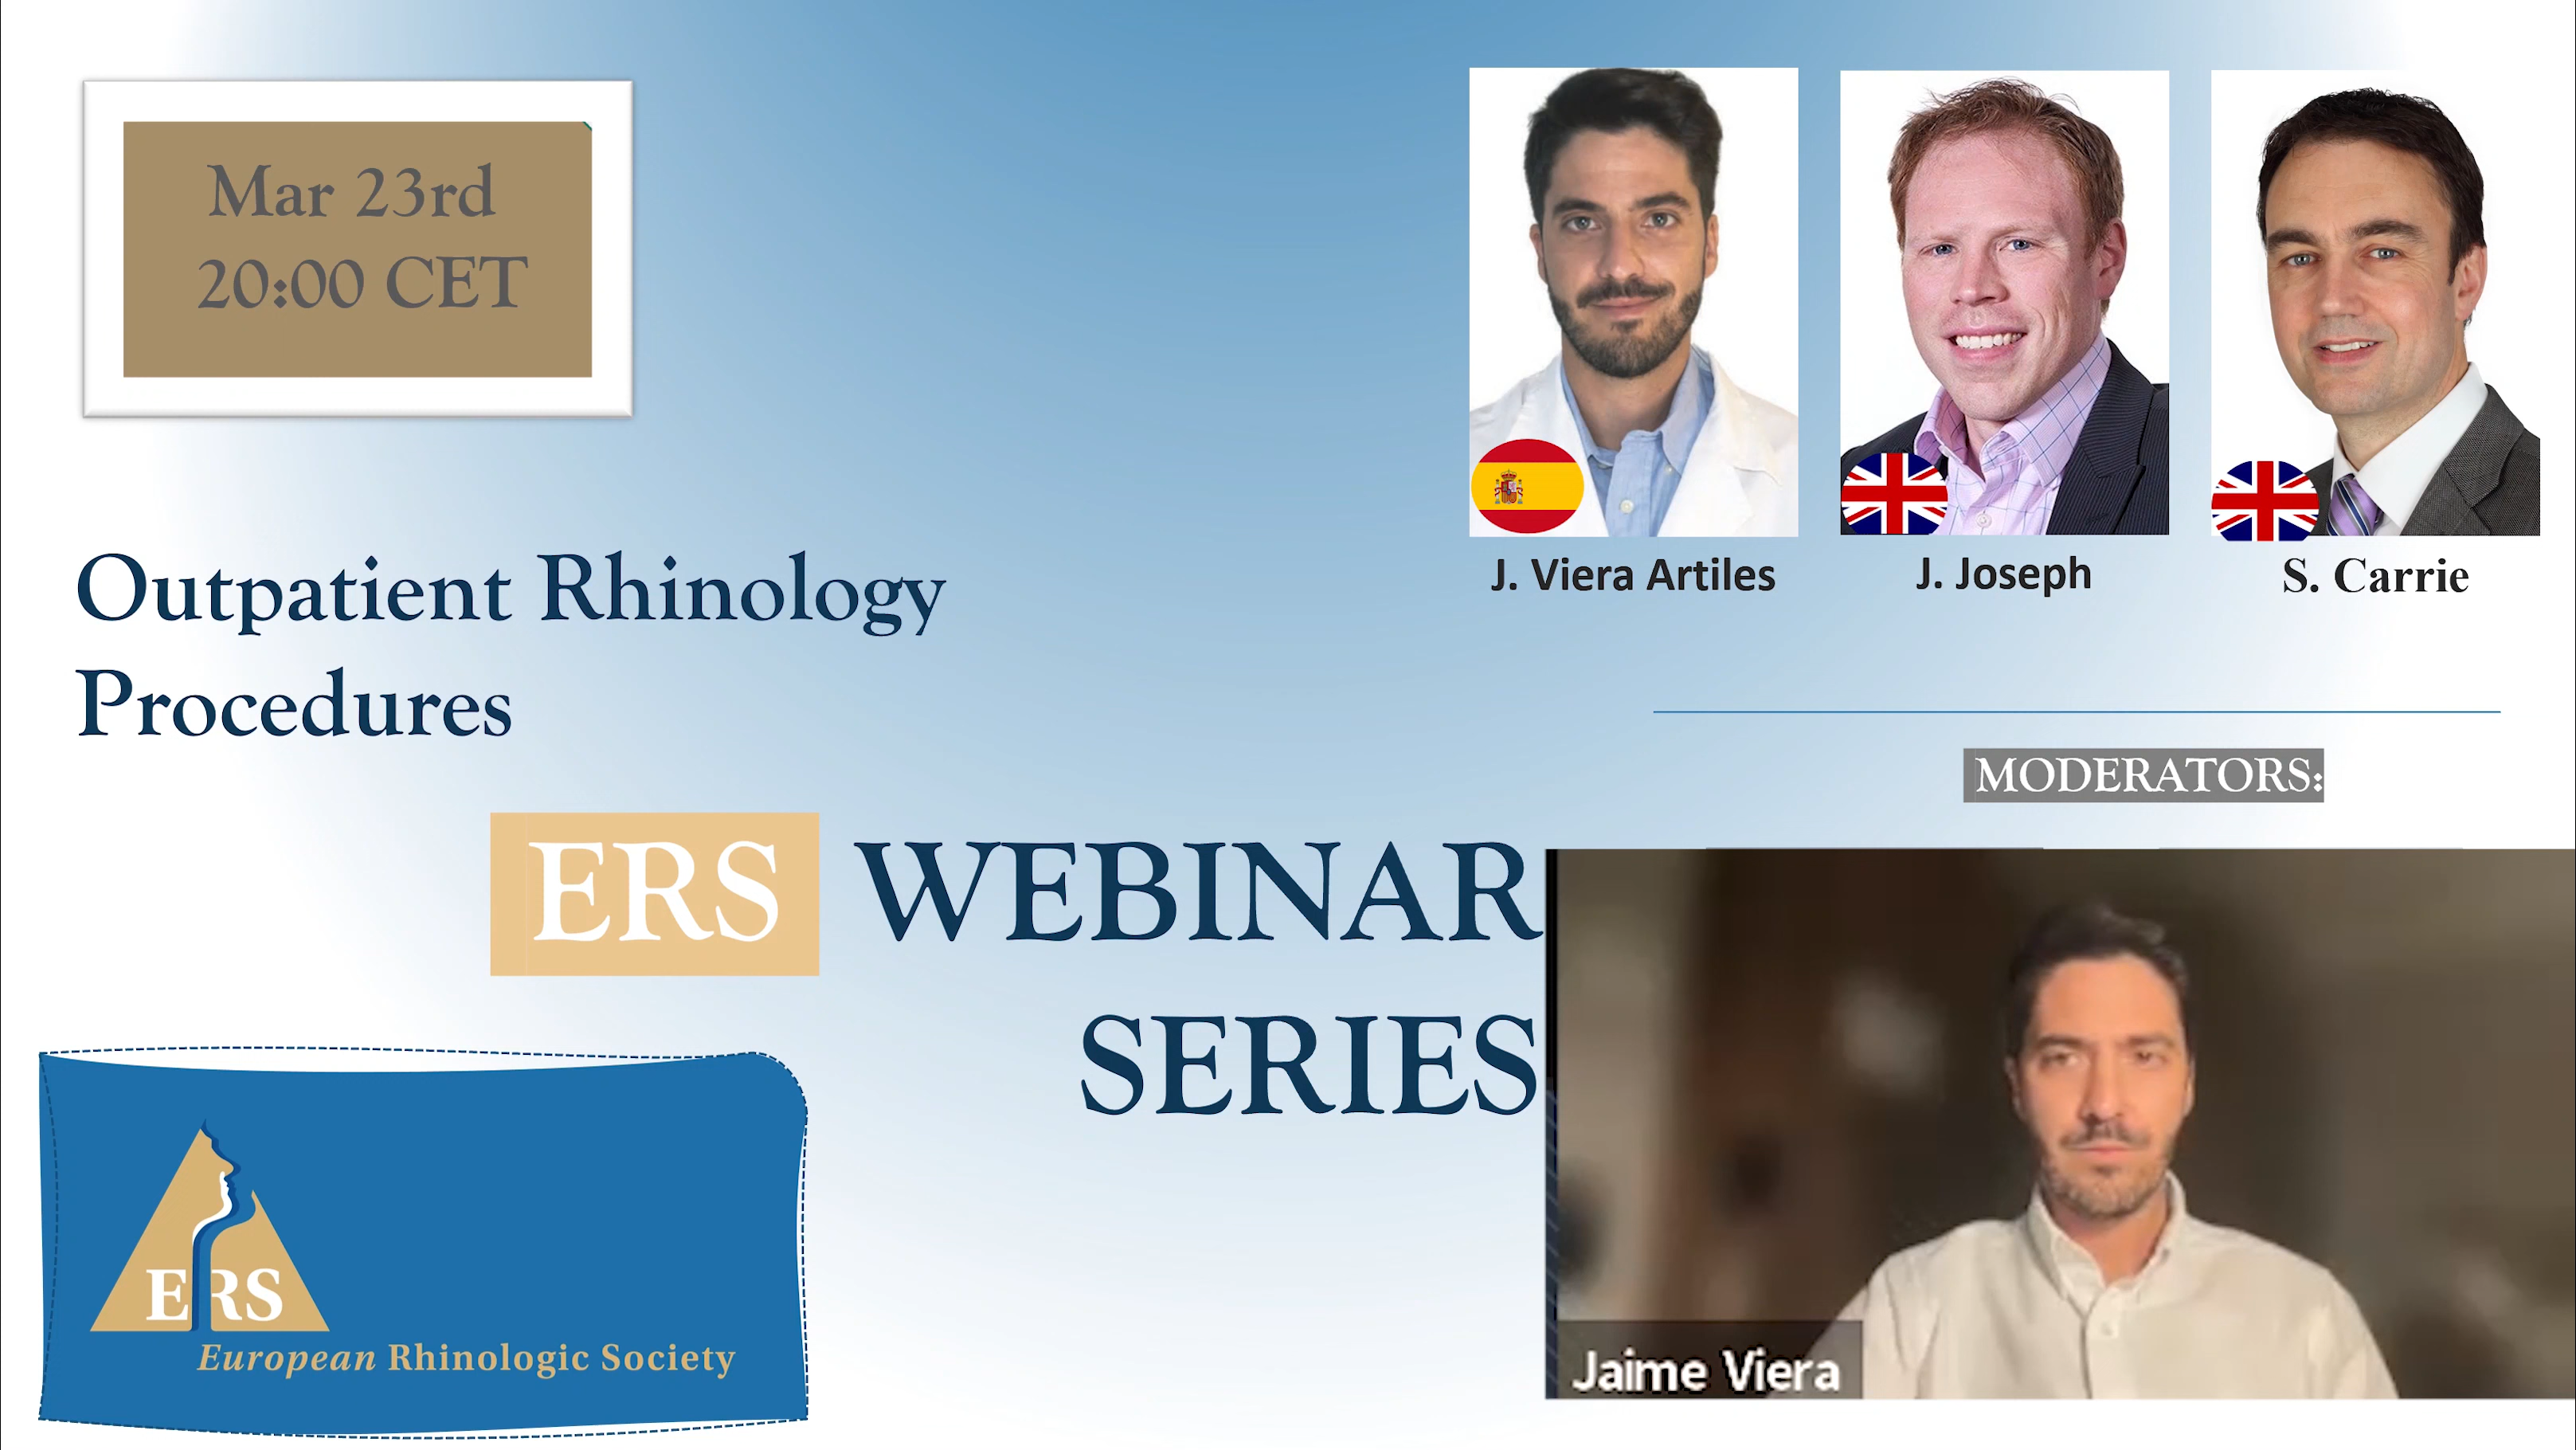 Mar 23rd
20:00 CET
J. Viera Artiles
J. Joseph
S. Carrie
Outpatient Rhinology
Procedures
MODERATORS:
ERS WEBINAR
SERIES
ERS
European Rhinologic Society
Jaime Viera